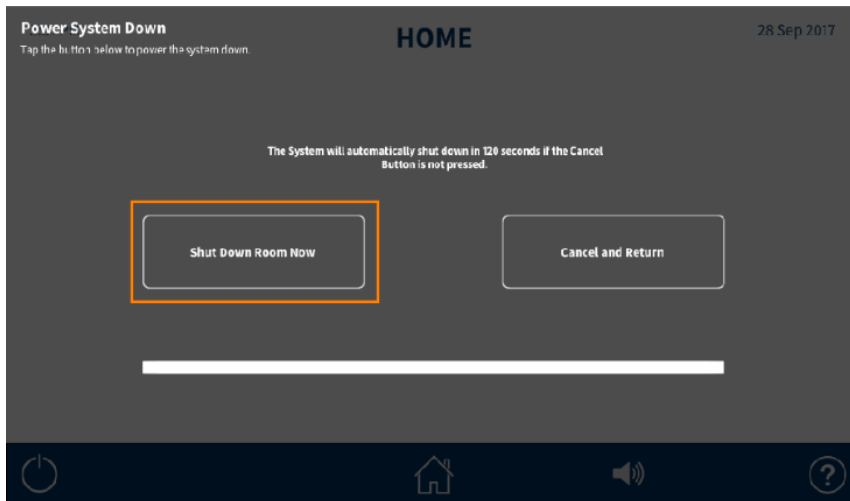 Power System Down
Tap the button below to power the system down.
HOME
28 Sep 2017
The System will automatically shut down in 120 seconds if the Cancel
Button is not pressed.
Shut Down Room Now
Cancel and Return
?